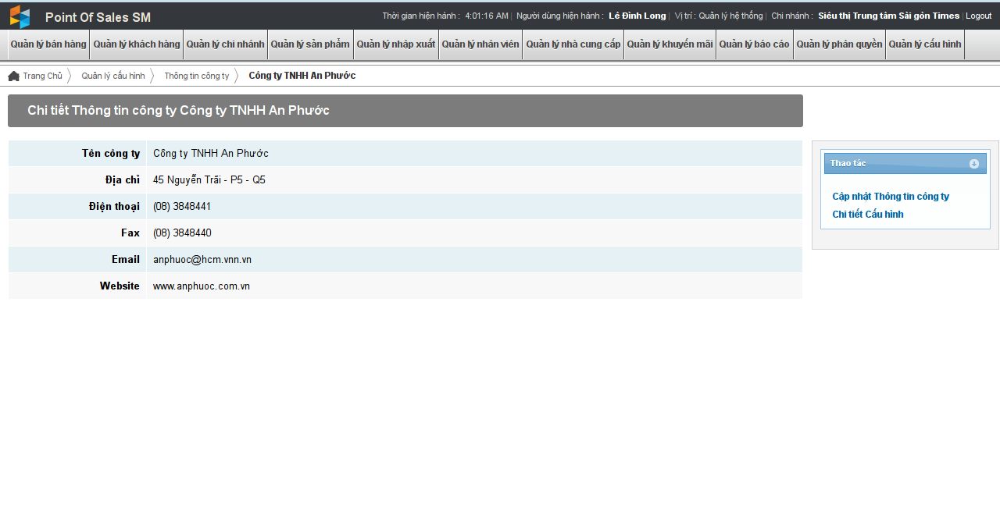 Point Of Sales SM
Thời gian hiện hành : 4:01:16 AM | Người dùng hiện hành : Lê Đình Long | Vị trí : Quản lý hệ thống | Chi nhánh : Siêu thị Trung tâm Sài gòn Times | Logout
Quản lý bán hàng Quản lý khách hàng Quản lý chi nhánh Quản lý sản phẩm Quản lý nhập xuất Quản lý nhân viên Quản lý nhà cung cấp Quản lý khuyến mãi Quản lý báo cáo Quản lý phân quyền Quản lý cấu hình
Trang Chủ Quản lý cấu hình Thông tin công ty Công ty TNHH An Phước
Chi tiết Thông tin công ty Công ty TNHH An Phước
Tên công ty Công ty TNHH An Phước
Địa chỉ 45 Nguyễn Trãi - P5 - Q5
Điện thoại (08) 3848441
Fax (08) 3848440
Email anphuoc@hcm.vnn.vn
Website www.anphuoc.com.vn
Thao tác
Cập nhật Thông tin công ty
Chi tiết Cấu hình